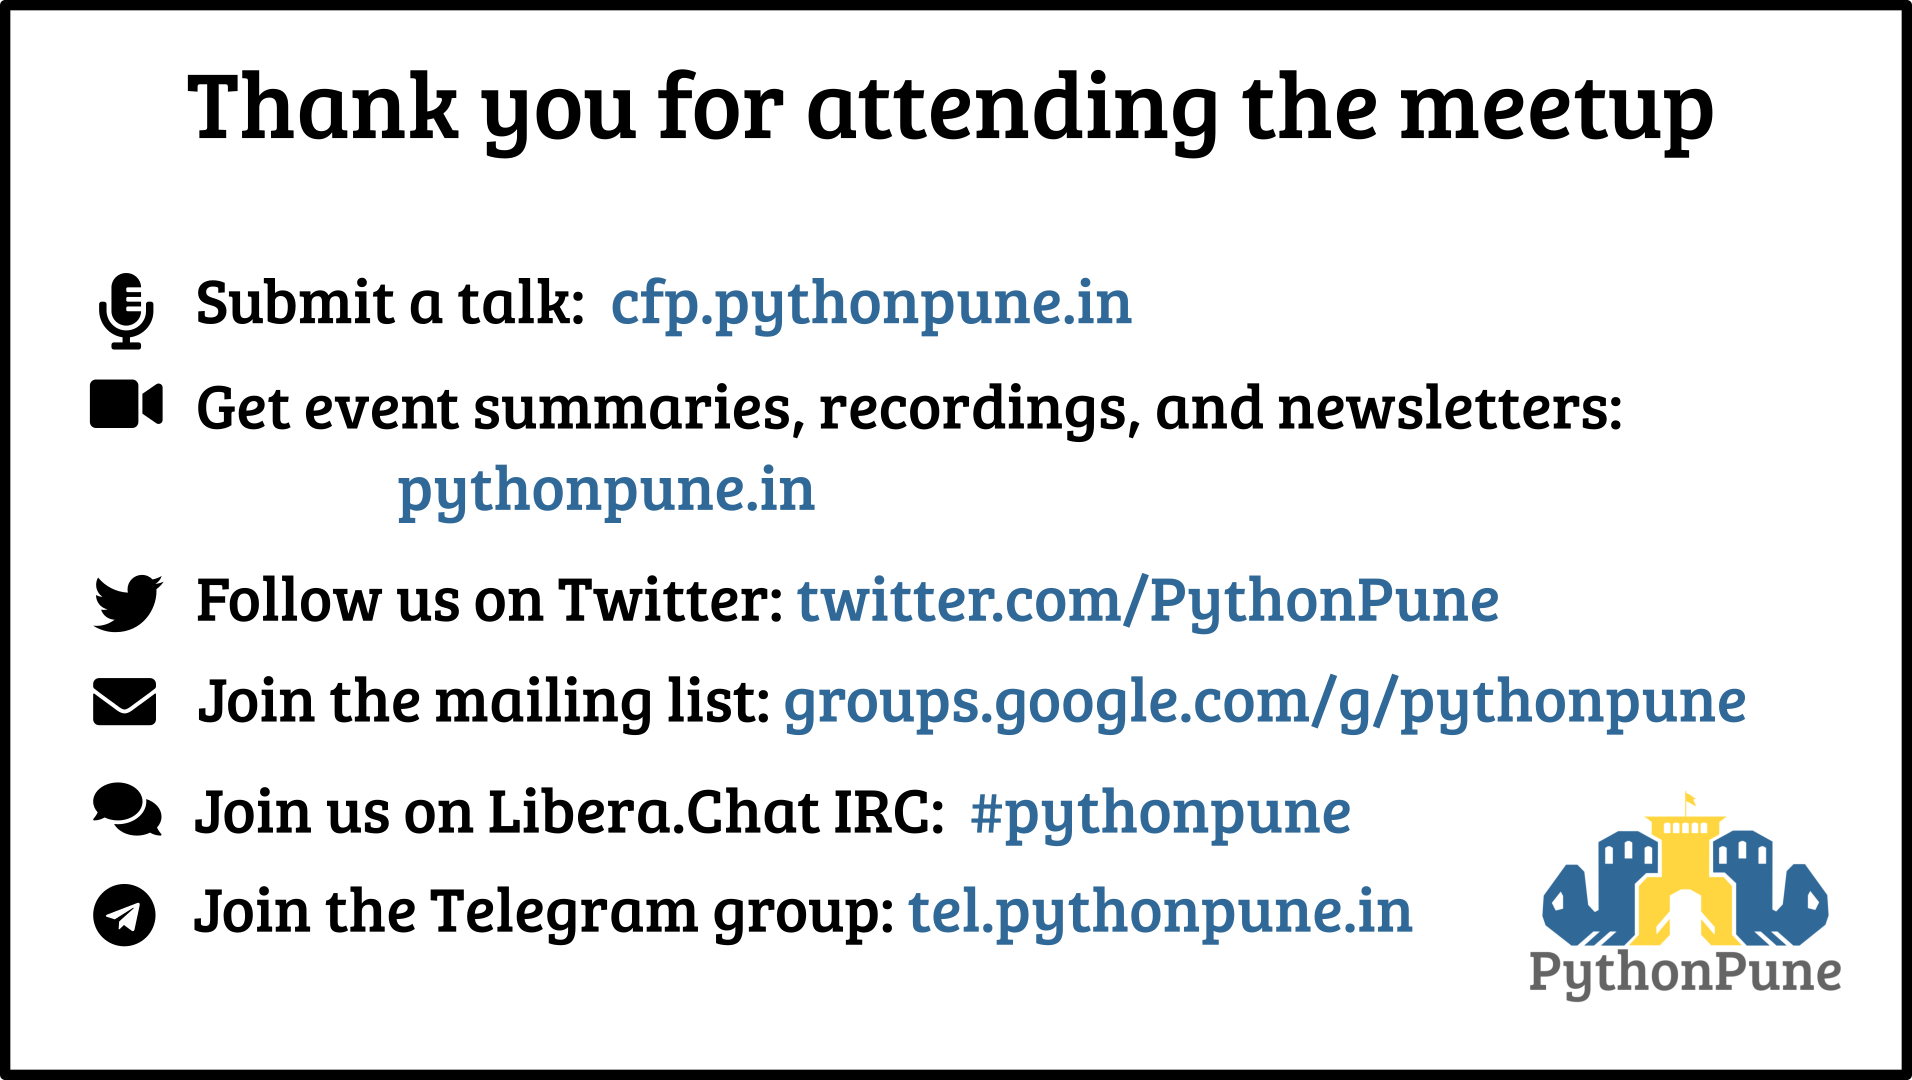 Thank you for attending the meetup
Submit a talk: cfp.pythonpune.in
Get event summaries, recordings, and newsletters:
pythonpune.in
Follow us on Twitter: twitter.com/PythonPune
Join the mailing list: groups.google.com/g/pythonpune
Join us on Libera.Chat IRC: #pythonpune
Join the Telegram group: tel.pythonpune.in
PythonPune